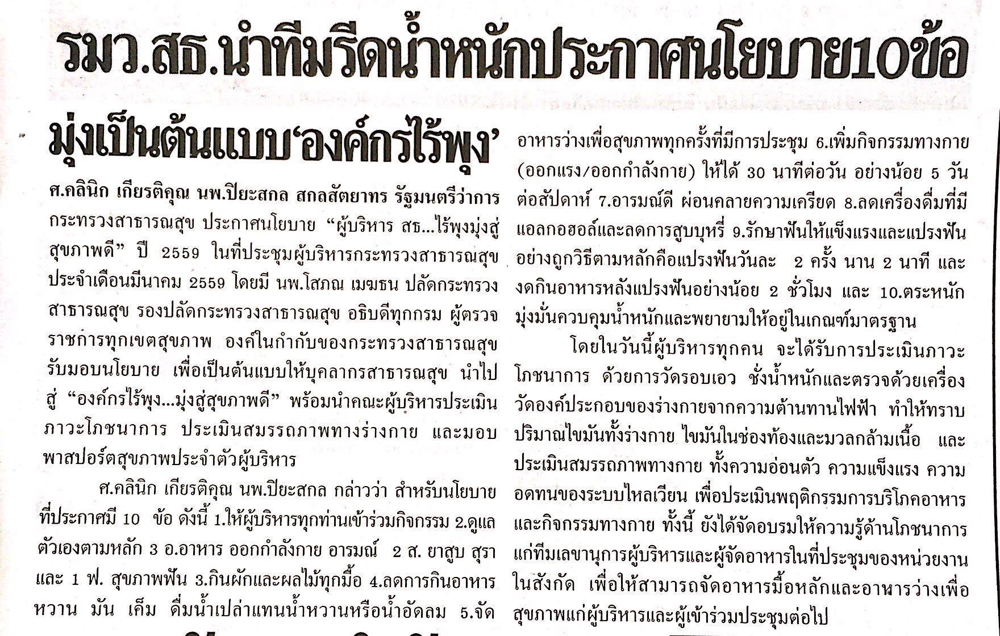 รมว.สธ.นำทีมรีดน้ำหนักประกาศนโยบาย10ข้อ
มุ่งเป็นต้นแบบ‘องค์กรไร้พุง’
ศ.คลินิก เกียรติคุณ นพ.ปิยะสกล สกลสัตยาทร รัฐมนตรีว่าการ
กระทรวงสาธารณสุข ประกาศนโยบาย “ผู้บริหาร สธ...ไร้พุงมุ่งสู่
สุขภาพดี” ปี 2559 ในที่ประชุมผู้บริหารกระทรวงสาธารณสุข
ประจำเดือนมีนาคม 2559 โดยมี นพ.โสภณ เมฆธน ปลัดกระทรวง
สาธารณสุข รองปลัดกระทรวงสาธารณสุข อธิบดีทุกกรม ผู้ตรวจ
ราชการทุกเขตสุขภาพ องค์ในกำกับของกระทรวงสาธารณสุข
รับมอบนโยบาย เพื่อเป็นต้นแบบให้บุคลากรสาธารณสุข นำไป
สู่ “องค์กรไร้พุง...มุ่งสู่สุขภาพดี” พร้อมนำคณะผู้บริหารประเมิน
ภาวะโภชนาการ ประเมินสมรรถภาพทางร่างกาย และมอบ
พาสปอร์ตสุขภาพประจำตัวผู้บริหาร
ศ.คลินิก เกียรติคุณ นพ.ปิยะสกล กล่าวว่า สำหรับนโยบาย
ที่ประกาศมี 10 ข้อ ดังนี้ 1.ให้ผู้บริหารทุกท่านเข้าร่วมกิจกรรม 2.ดูแล
ตัวเองตามหลัก 3 อ.อาหาร ออกกำลังกาย อารมณ์ 2 ส. ยาสูบ สุรา
และ 1 ฟ. สุขภาพฟัน 3.กินผักและผลไม้ทุกมื้อ 4.ลดการกินอาหาร
หวาน มัน เค็ม ดื่มน้ำเปล่าแทนน้ำหวานหรือน้ำอัดลม 5.จัด
อาหารว่างเพื่อสุขภาพทุกครั้งที่มีการประชุม 6.เพิ่มกิจกรรมทางกาย
(ออกแรง/ออกกำลังกาย) ให้ได้ 30 นาทีต่อวัน อย่างน้อย 5 วัน
ต่อสัปดาห์ 7.อารมณ์ดี ผ่อนคลายความเครียด 8.ลดเครื่องดื่มที่มี
แอลกอฮอล์และลดการสูบบุหรี่ 9.รักษาฟันให้แข็งแรงและแปรงฟัน
อย่างถูกวิธีตามหลักคือแปรงฟันวันละ 2 ครั้ง นาน 2 นาที และ
งดกินอาหารหลังแปรงฟันอย่างน้อย 2 ชั่วโมง และ 10.ตระหนัก
มุ่งมั่นควบคุมน้ำหนักและพยายามให้อยู่ในเกณฑ์มาตรฐาน
โดยในวันนี้ผู้บริหารทุกคน จะได้รับการประเมินภาวะ
โภชนาการ ด้วยการวัดรอบเอว ชั่งน้ำหนักและตรวจด้วยเครื่อง
วัดองค์ประกอบของร่างกายจากความต้านทานไฟฟ้า ทำให้ทราบ
ปริมาณไขมันทั้งร่างกาย ไขมันในช่องท้องและมวลกล้ามเนื้อ และ
ประเมินสมรรถภาพทางกาย ทั้งความอ่อนตัว ความแข็งแรง ความ
อดทนของระบบไหลเวียน เพื่อประเมินพฤติกรรมการบริโภคอาหาร
และกิจกรรมทางกาย ทั้งนี้ ยังได้จัดอบรมให้ความรู้ด้านโภชนาการ
แก่ทีมเลขานุการผู้บริหารและผู้จัดอาหารในที่ประชุมของหน่วยงาน
ในสังกัด เพื่อให้สามารถจัดอาหารมื้อหลักและอาหารว่างเพื่อ
สุขภาพแก่ผู้บริหารและผู้เข้าร่วมประชุมต่อไป